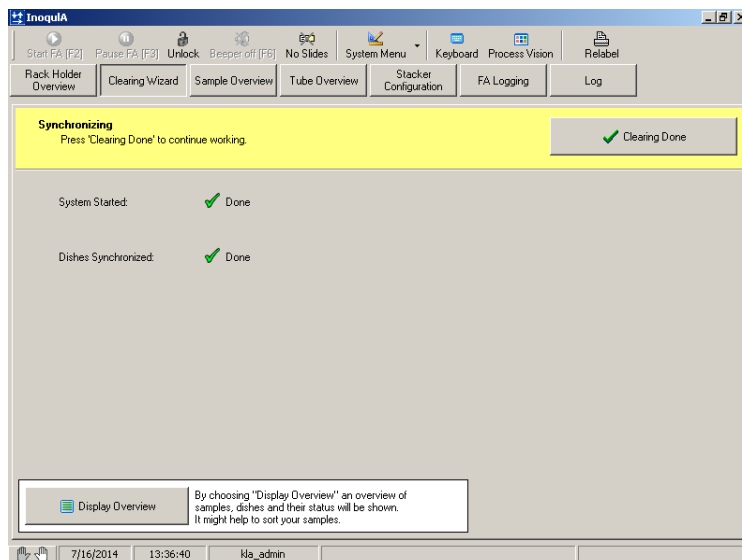 InoqulA
Start FA [F2] Pause FA [F3] Unlock Beeper off [F6] No Slides System Menu Keyboard Process Vision Relabel
Rack Holder
Overview
Clearing Wizard
Sample Overview
Tube Overview
Stacker
Configuration
FA Logging
Log
Synchronizing
Press 'Clearing Done' to continue working.
Clearing Done
System Started: Done
Dishes Synchronized: Done
Display Overview
By choosing "Display Overview" an overview of
samples, dishes and their status will be shown.
It might help to sort your samples.
7/16/2014 13:36:40 kla_admin